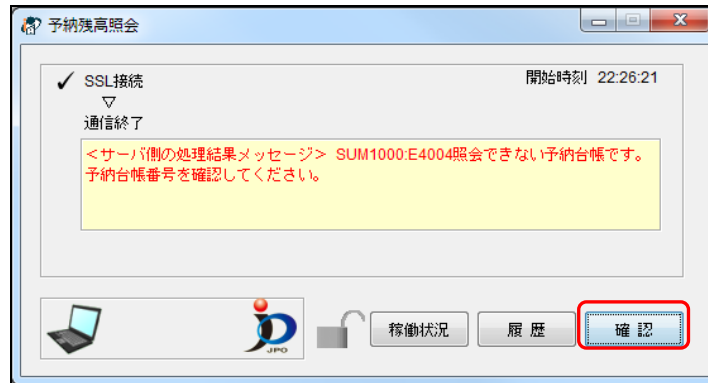 予納残高照会
✓ SSL接続
開始時刻 22:26:21
▽
通信終了
<サーバ側の処理結果メッセージ> SUM1000:E4004照会できない予納台帳です。
予納台帳番号を確認してください。
JPO
稼働状況
履 歴
確 認